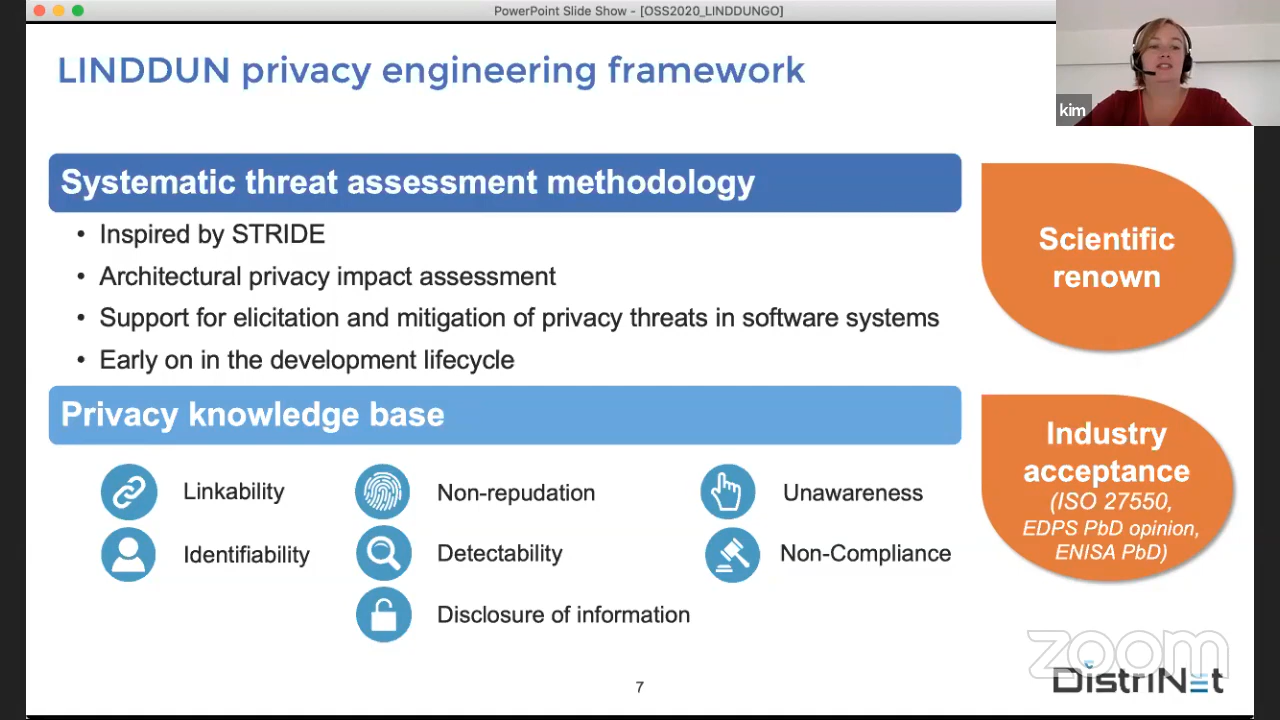 PowerPoint Slide Show - [OSS2020_LINDDUNGO]
LINDDUN privacy engineering framework
kim
Systematic threat assessment methodology
• Inspired by STRIDE
• Architectural privacy impact assessment
• Support for elicitation and mitigation of privacy threats in software systems
• Early on in the development lifecycle
Scientific
renown
Privacy knowledge base
Linkability
Non-repudation
Unawareness
Identifiability
Detectability
Non-Compliance
Disclosure of information
Industry
acceptance
(ISO 27550,
EDPS PbD opinion,
ENISA PbD)
zoom
DistriNet
7